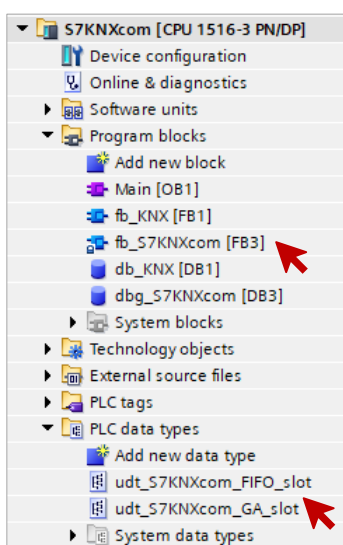 S7KNXcom [CPU 1516-3 PN/DP]
Device configuration
Online & diagnostics
Software units
Program blocks
Add new block
Main [OB1]
fb_KNX [FB1]
fb_S7KNXcom [FB3]
db_KNX [DB1]
dbg_S7KNXcom [DB3]
System blocks
Technology objects
External source files
PLC tags
PLC data types
Add new data type
udt_S7KNXcom_FIFO_slot
udt_S7KNXcom_GA_slot
System data types